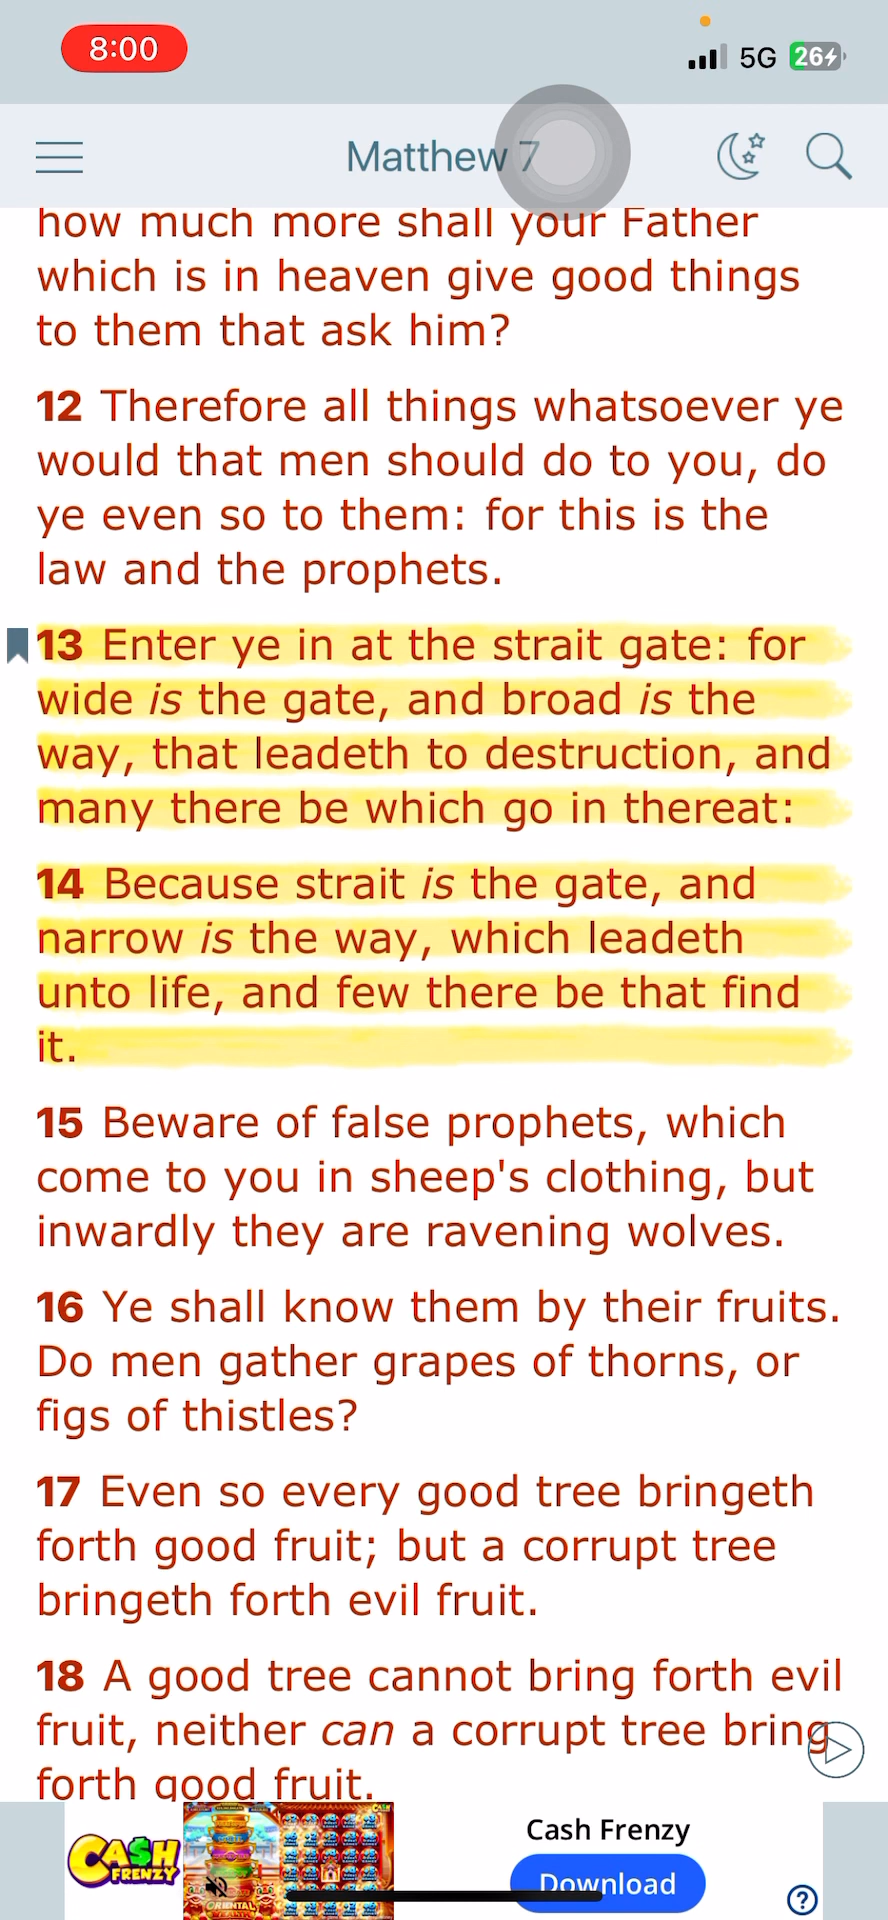 8:00
5G 26
Matthew 7
how much more shall your Father
which is in heaven give good things
to them that ask him?
12 Therefore all things whatsoever ye
would that men should do to you, do
ye even so to them: for this is the
law and the prophets.
13 Enter ye in at the strait gate: for
wide is the gate, and broad is the
way, that leadeth to destruction, and
many there be which go in thereat:
14 Because strait is the gate, and
narrow is the way, which leadeth
unto life, and few there be that find
it.
15 Beware of false prophets, which
come to you in sheep's clothing, but
inwardly they are ravening wolves.
16 Ye shall know them by their fruits.
Do men gather grapes of thorns, or
figs of thistles?
17 Even so every good tree bringeth
forth good fruit; but a corrupt tree
bringeth forth evil fruit.
18 A good tree cannot bring forth evil
fruit, neither can a corrupt tree bring
forth good fruit.
CA$H
FRENZY
ORIENTAL
Cash Frenzy
Download
?